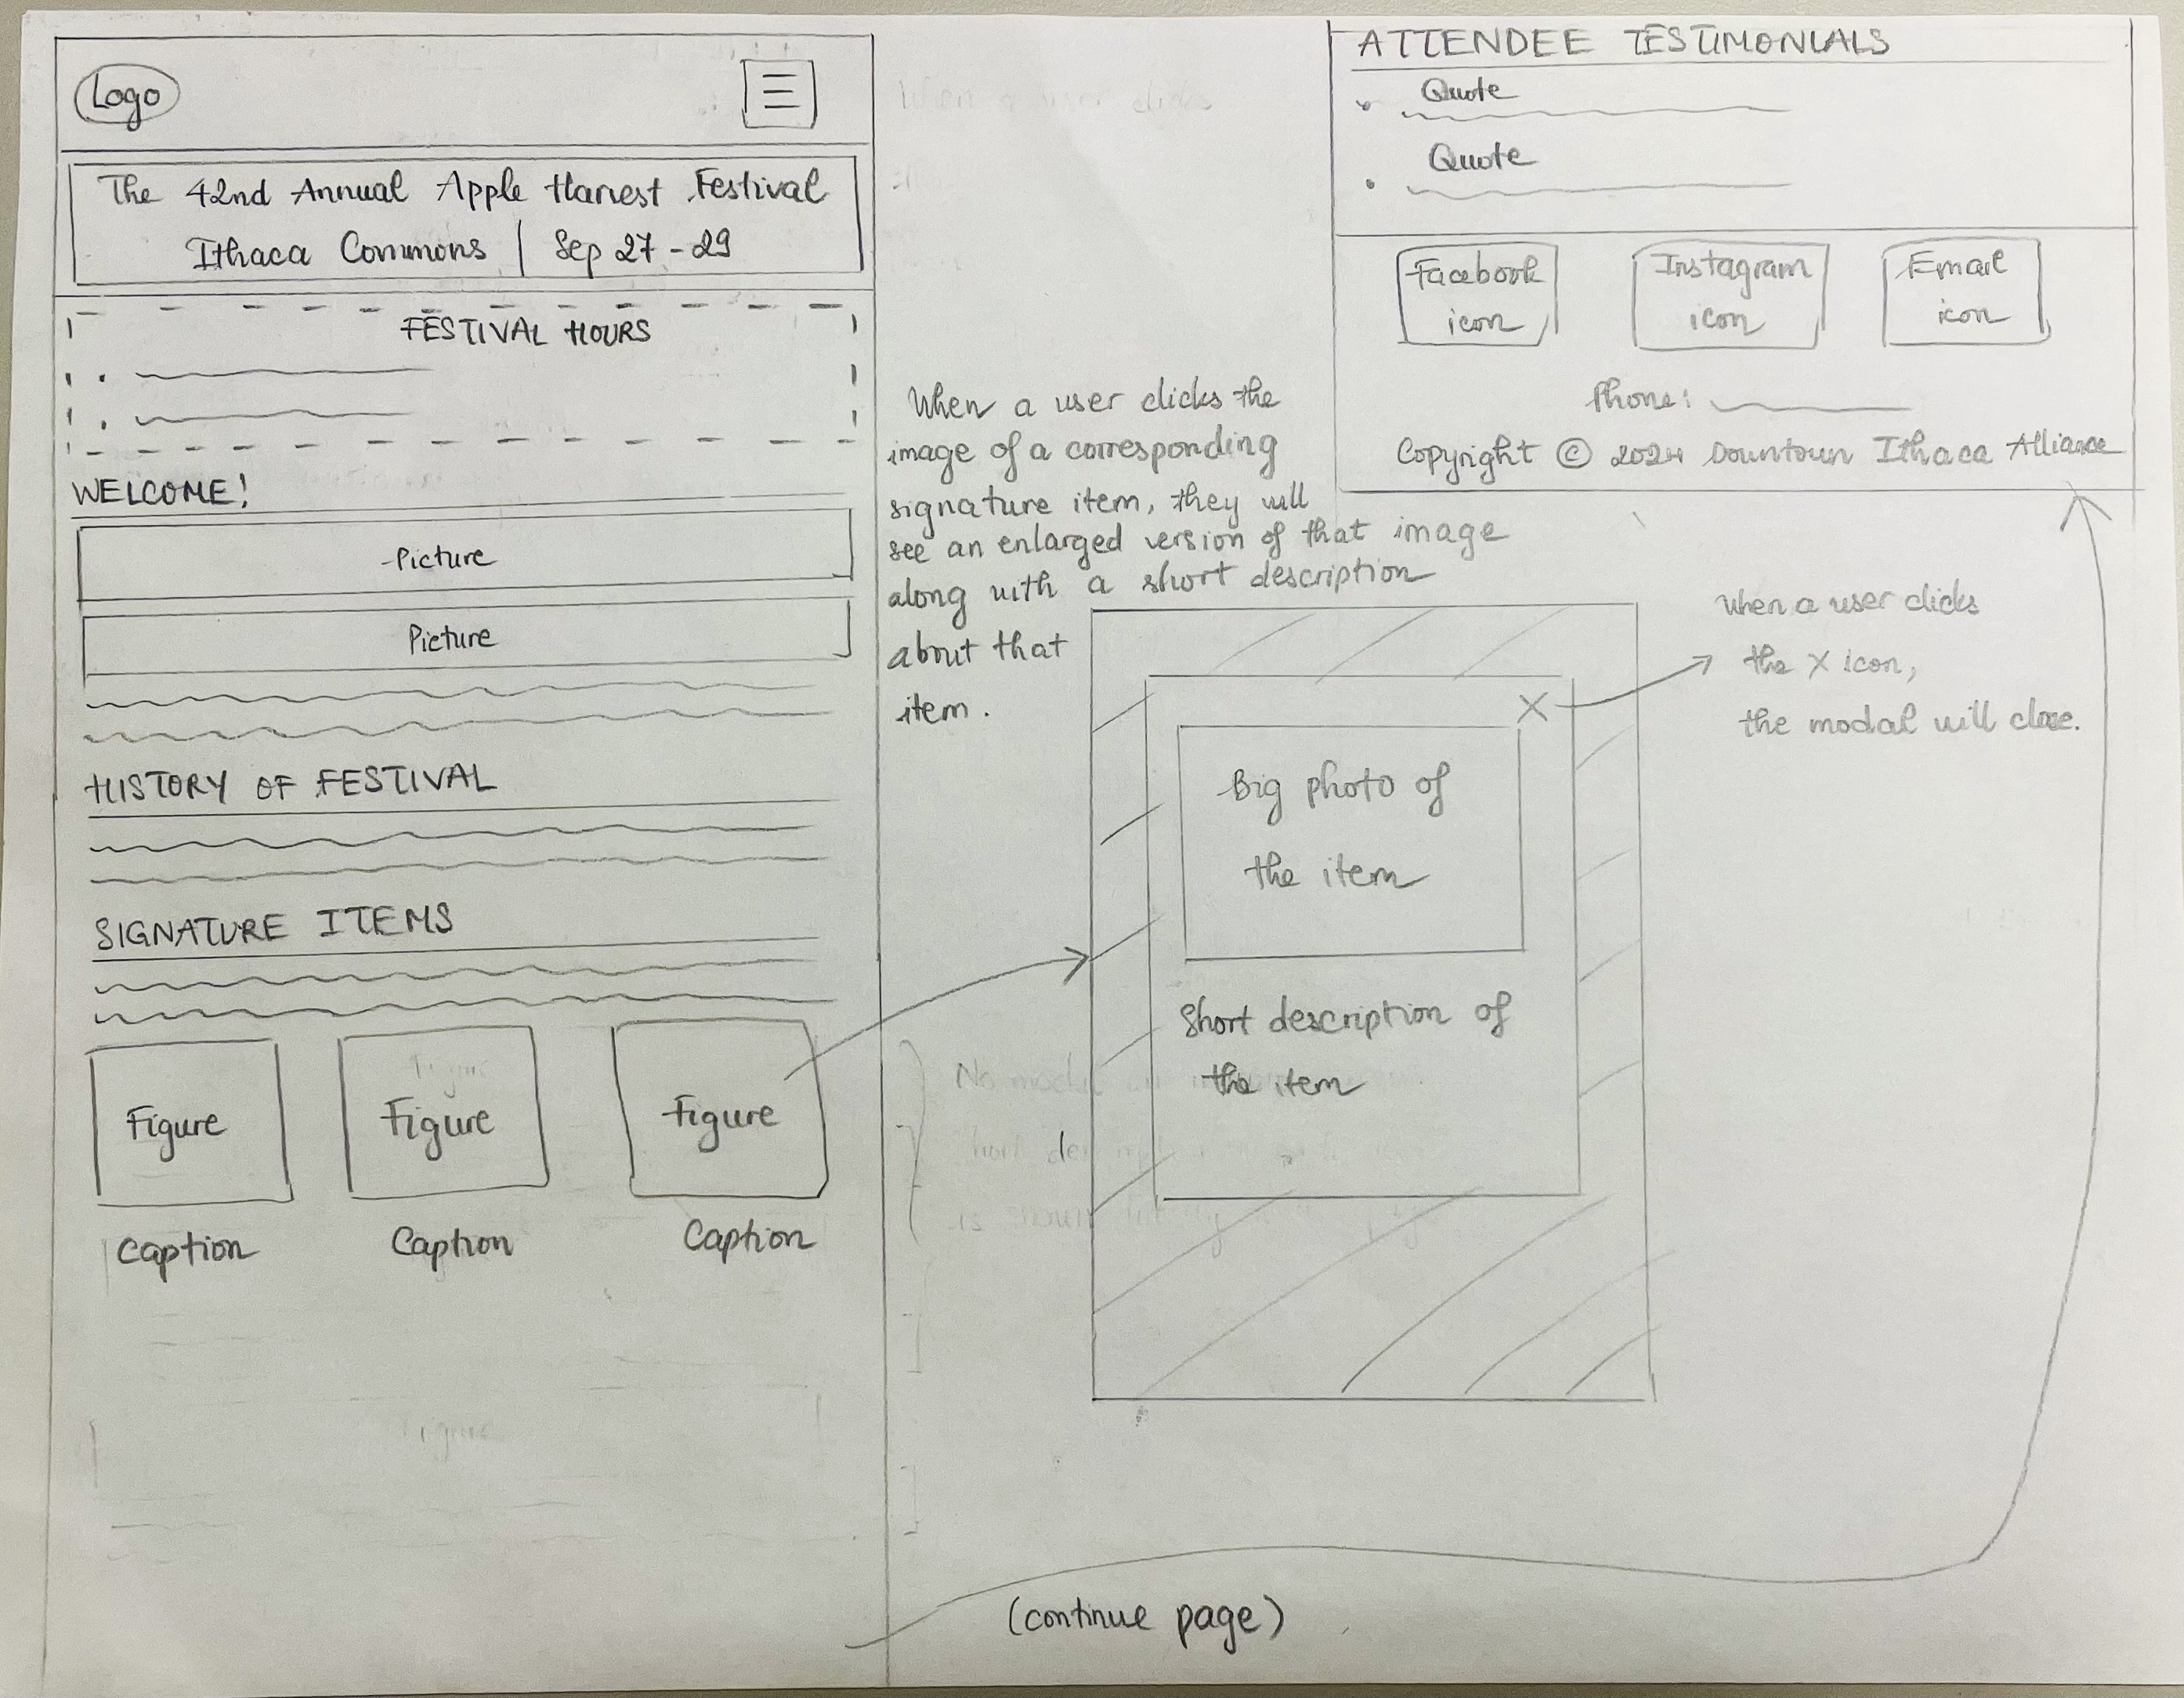 Logo
The 42nd Annual Apple Harvest Festival
Ithaca Commons | Sep 27 - 29
FESTIVAL HOURS
WELCOME!
Picture
Picture
HISTORY OF FESTIVAL
SIGNATURE ITEMS
Figure
Figure
Figure
Caption
Caption
Caption
When a user clicks the
image of a corresponding
signature item, they will
see an enlarged version of that image
along with a short description
about that
item.
X
Big photo of
the item
Short description of
the item
When a user clicks
the X icon,
the modal will close.
(continue page)
ATTENDEE TESTIMONIALS
Quote
Quote
Facebook
icon
Instagram
icon
Email
icon
Phone:
Copyright © 2024 Downtown Ithaca Alliance